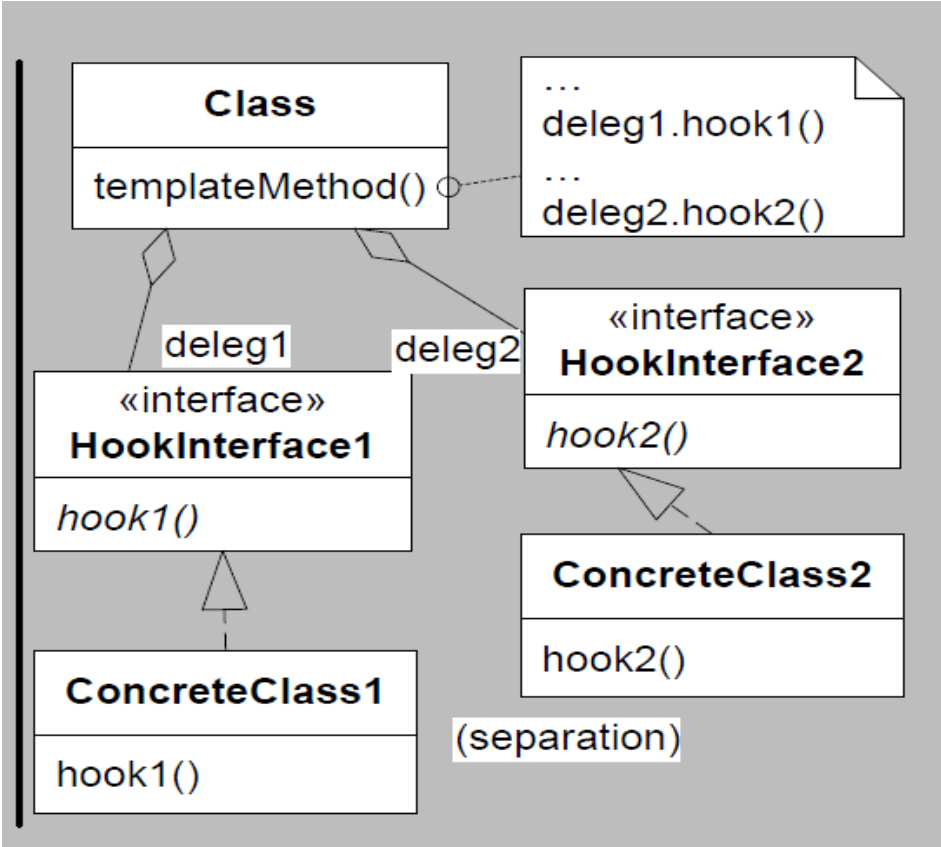 Class
templateMethod()
...
deleg1.hook1()
...
deleg2.hook2()
deleg1
deleg2
«interface»
HookInterface1
hook1()
«interface»
HookInterface2
hook2()
ConcreteClass2
hook2()
ConcreteClass1
hook1()
(separation)